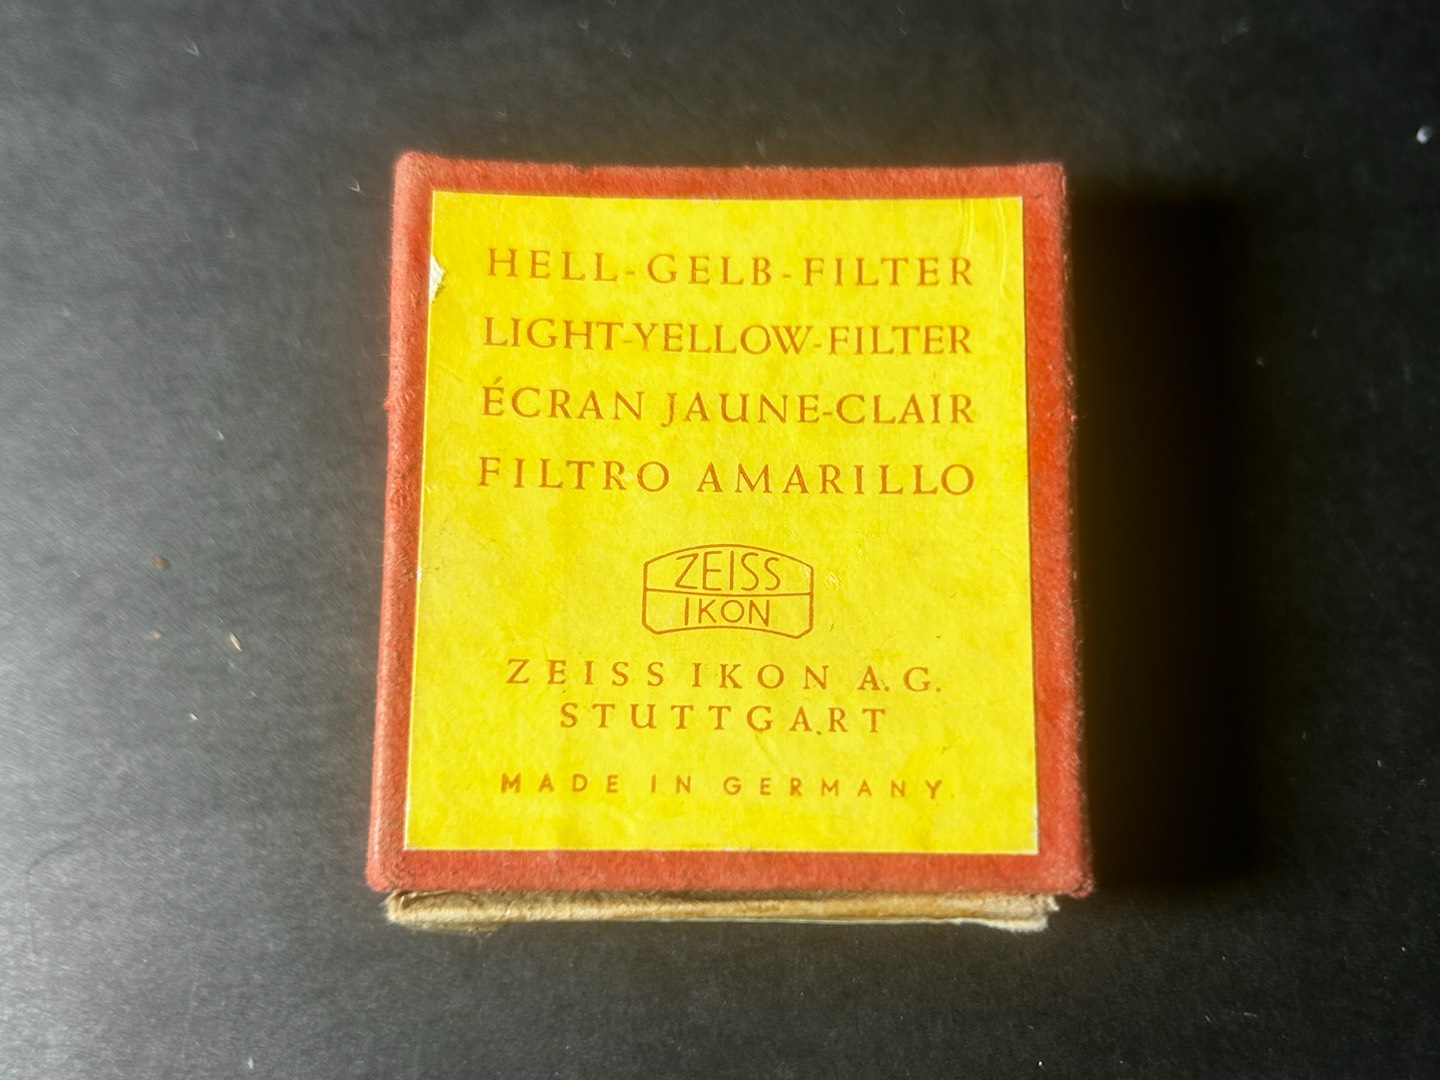 HELL-GELB-FILTER
LIGHT-YELLOW-FILTER
ÉCRAN JAUNE-CLAIR
FILTRO AMARILLO
ZEISS
IKON
ZEISS IKON A.G.
STUTTGART
MADE IN GERMANY